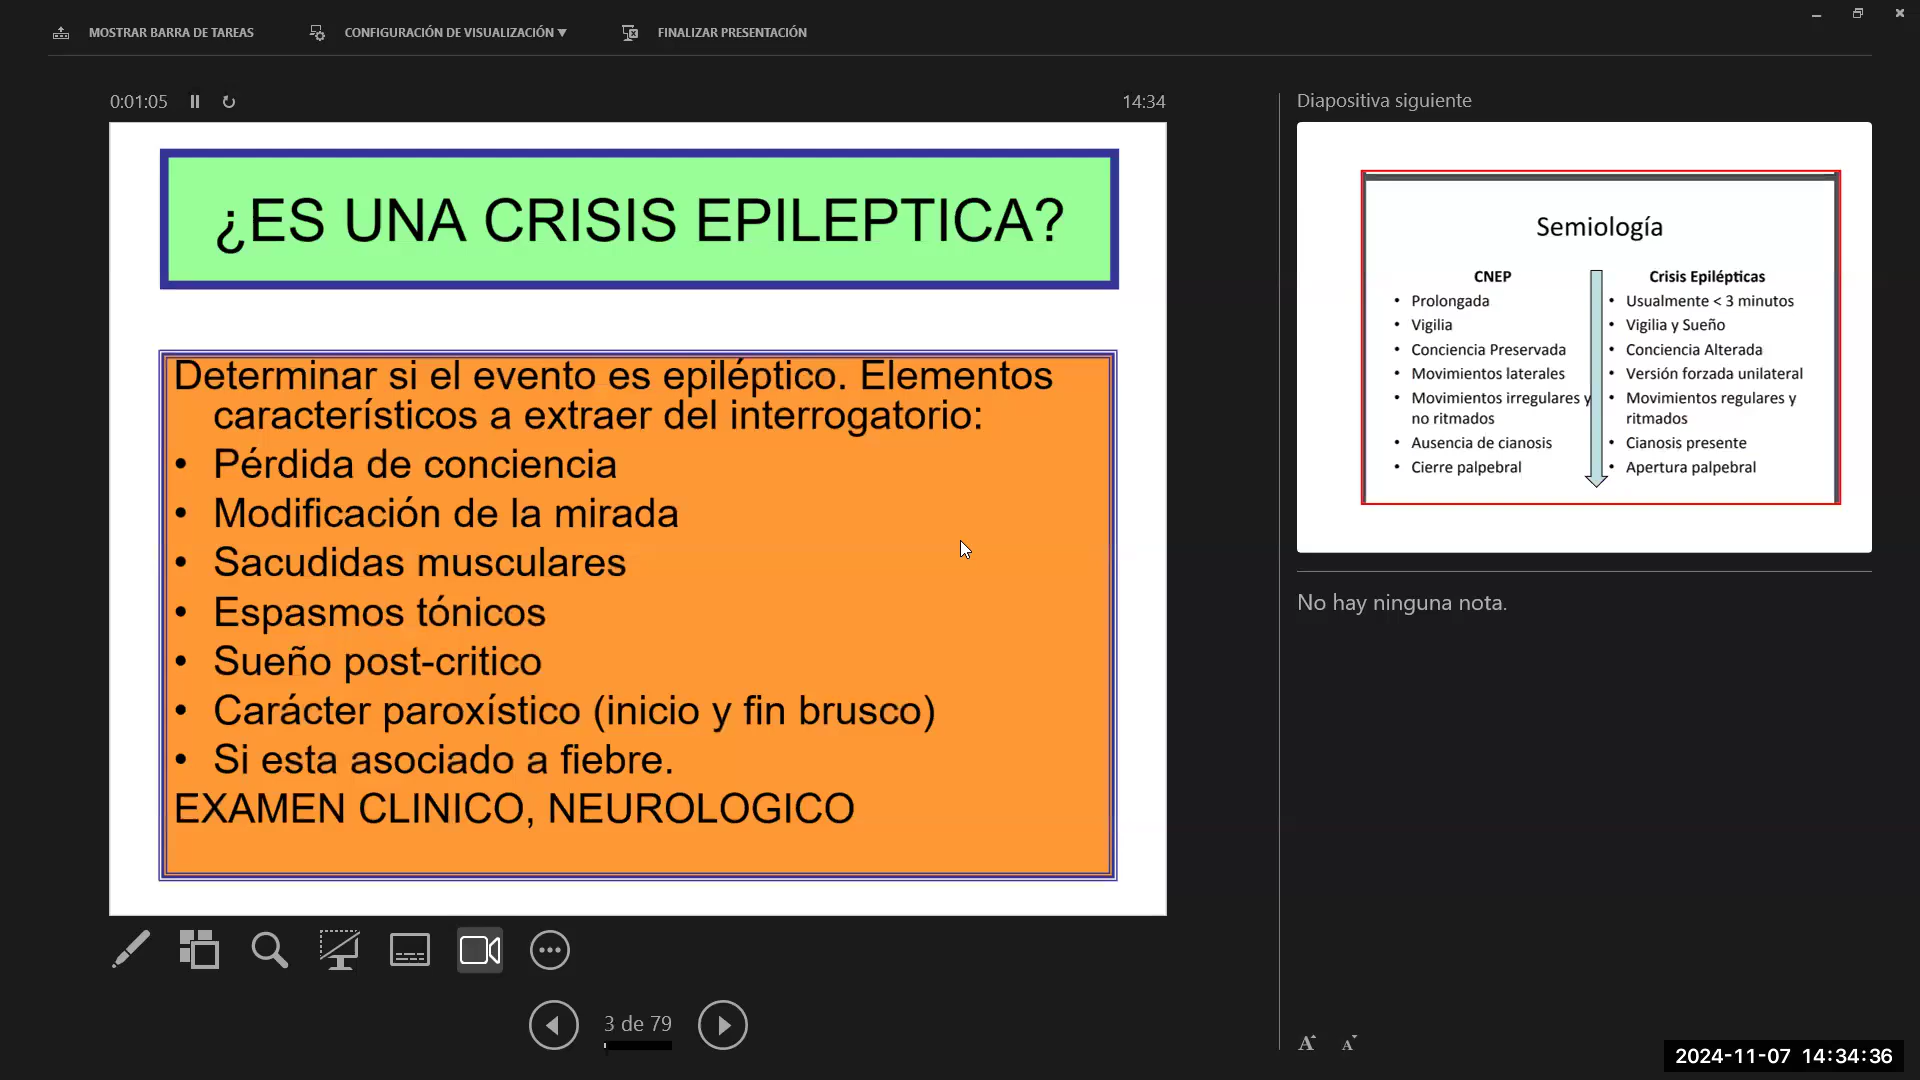 MOSTRAR BARRA DE TAREAS
CONFIGURACIÓN DE VISUALIZACIÓN ▼
FINALIZAR PRESENTACIÓN
0:01:05
14:34
¿ES UNA CRISIS EPILEPTICA?
Determinar si el evento es epiléptico. Elementos
característicos a extraer del interrogatorio:
• Pérdida de conciencia
• Modificación de la mirada
• Sacudidas musculares
• Espasmos tónicos
• Sueño post-critico
• Carácter paroxístico (inicio y fin brusco)
• Si esta asociado a fiebre.
EXAMEN CLINICO, NEUROLOGICO
3 de 79
Diapositiva siguiente
Semiología
CNEP
• Prolongada
• Vigilia
• Conciencia Preservada
• Movimientos laterales
• Movimientos irregulares y
no ritmados
• Ausencia de cianosis
• Cierre palpebral
Crisis Epilépticas
• Usualmente < 3 minutos
• Vigilia y Sueño
• Conciencia Alterada
• Versión forzada unilateral
• Movimientos regulares y
ritmados
• Cianosis presente
• Apertura palpebral
No hay ninguna nota.
A A
2024-11-07 14:34:36